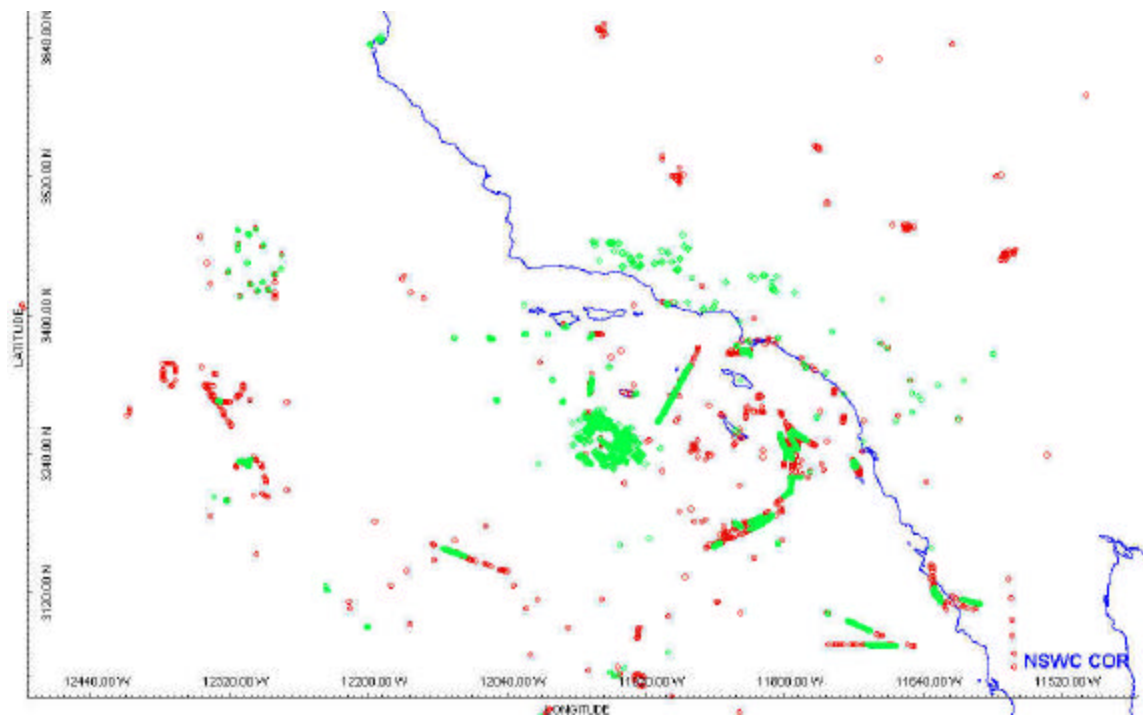 3640.00 N
3520.00 N
3400.00 N
3240.00 N
3120.00 N
LATITUDE
NSWC COR
12440.00 W
12320.00 W
12200.00 W
12040.00 W
11920.00 W
11800.00 W
11640.00 W
11520.00 W
LONGITUDE